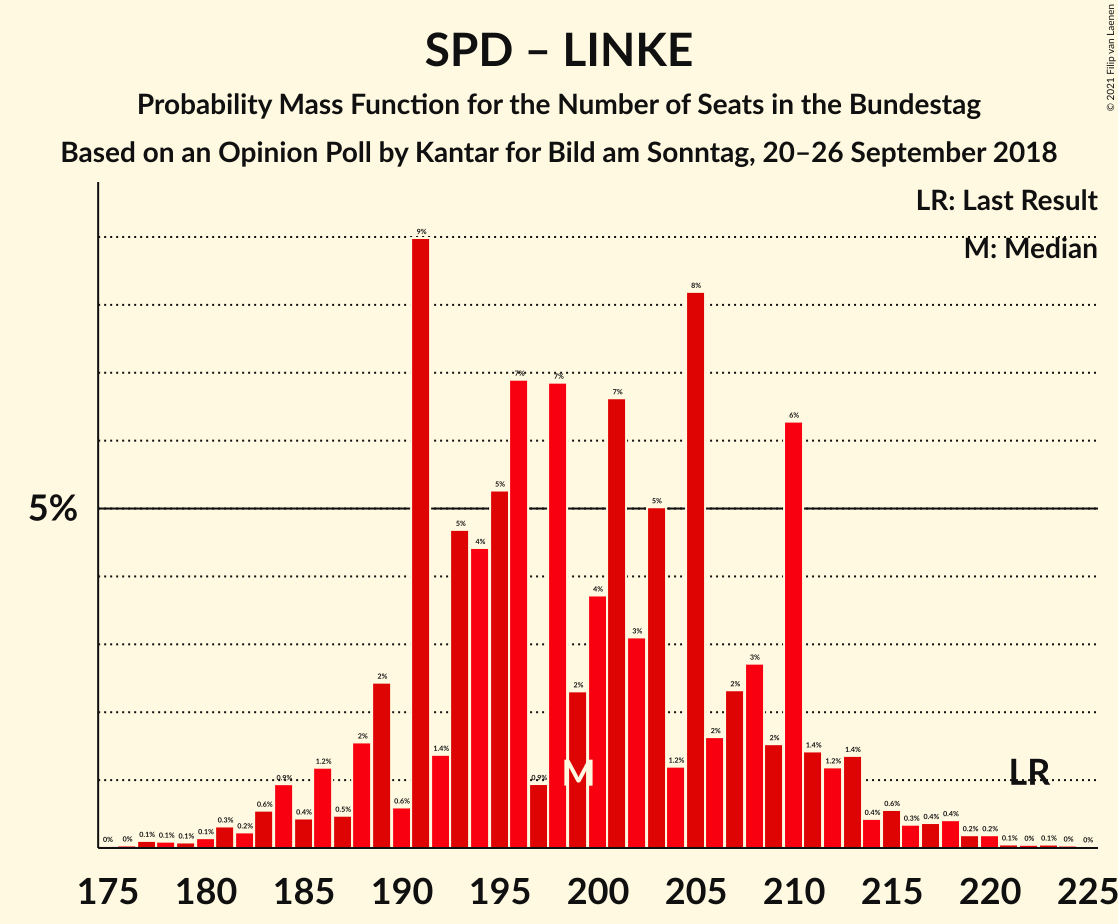 © 2021 Filip van Laenen
SPD – LINKE
Probability Mass Function for the Number of Seats in the Bundestag
Based on an Opinion Poll by Kantar for Bild am Sonntag, 20–26 September 2018
LR: Last Result
M: Median
5%
0% 0% 0.1% 0.1% 0.1% 0.1% 0.3% 0.2% 0.6% 0.9% 0.4% 1.2% 0.5% 2% 2% 0.6% 9% 1.4% 5% 4% 5% 7% 0.9% 7% 2% 4% 7% 3% 5% 1.2% 8% 2% 2% 3% 2% 6% 1.4% 1.2% 1.4% 0.4% 0.6% 0.3% 0.4% 0.4% 0.2% 0.2% 0.1% 0% 0.1% 0% 0%
M
LR
175 180 185 190 195 200 205 210 215 220 225